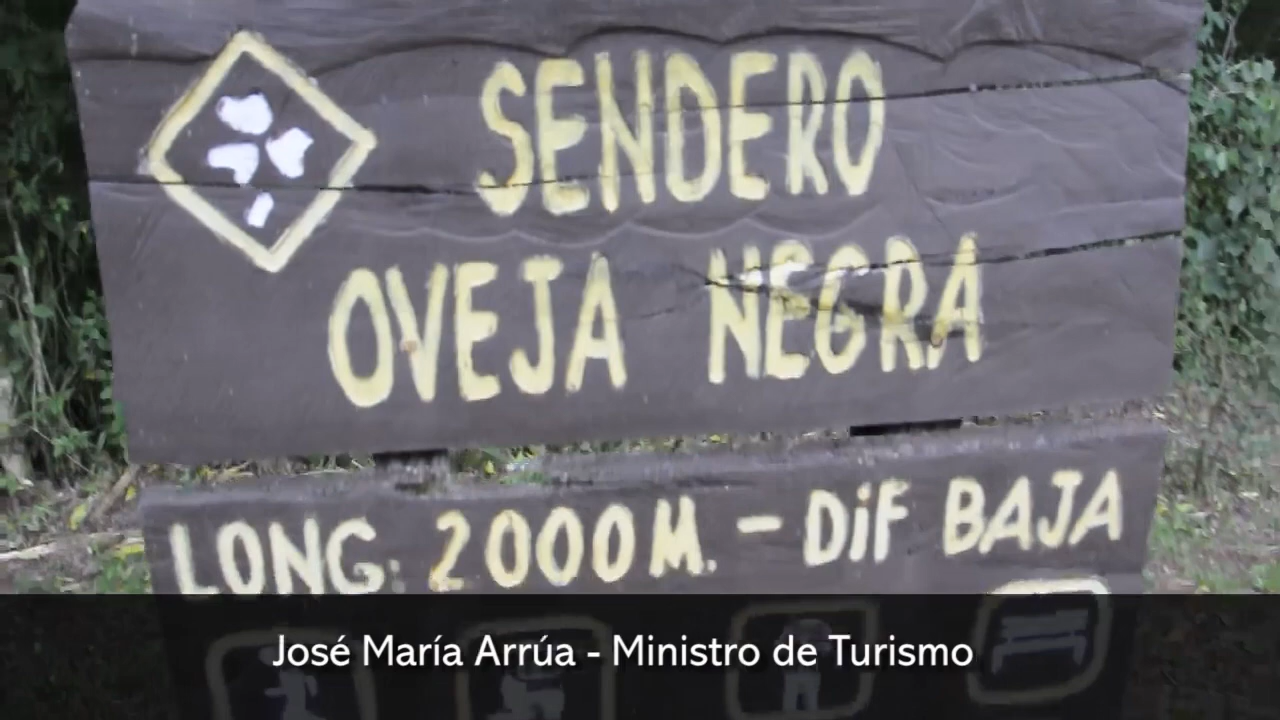 SENDERO
OVEJA NEGRA
LONG: 2000M. - DiF BAJA
José María Arrúa - Ministro de Turismo